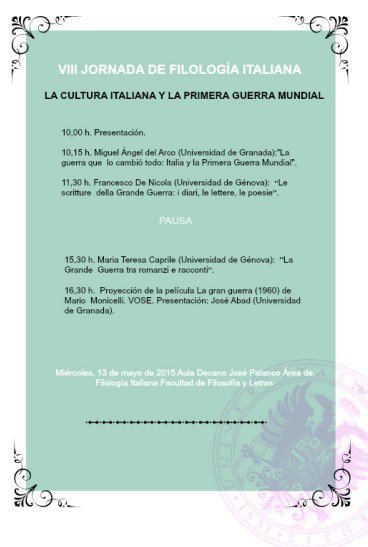 VIII JORNADA DE FILOLOGÍA ITALIANA
LA CULTURA ITALIANA Y LA PRIMERA GUERRA MUNDIAL
10,00 h. Presentación.
10,15 h. Miguel Ángel del Arco (Universidad de Granada):"La
guerra que lo cambió todo: Italia y la Primera Guerra Mundial".
11,30 h. Francesco De Nicola (Universidad de Génova): "Le
scritture della Grande Guerra: i diari, le lettere, le poesie".
PAUSA
15,30 h. Maria Teresa Caprile (Universidad de Génova): "La
Grande Guerra tra romanzi e racconti".
16,30 h. Proyección de la película La gran guerra (1960) de
Mario Monicelli. VOSE. Presentación: José Abad (Universidad
de Granada).
Miércoles, 13 de mayo de 2015 Aula Decano José Palanco Área de
Filología Italiana Facultad de Filosofía y Letras
1531